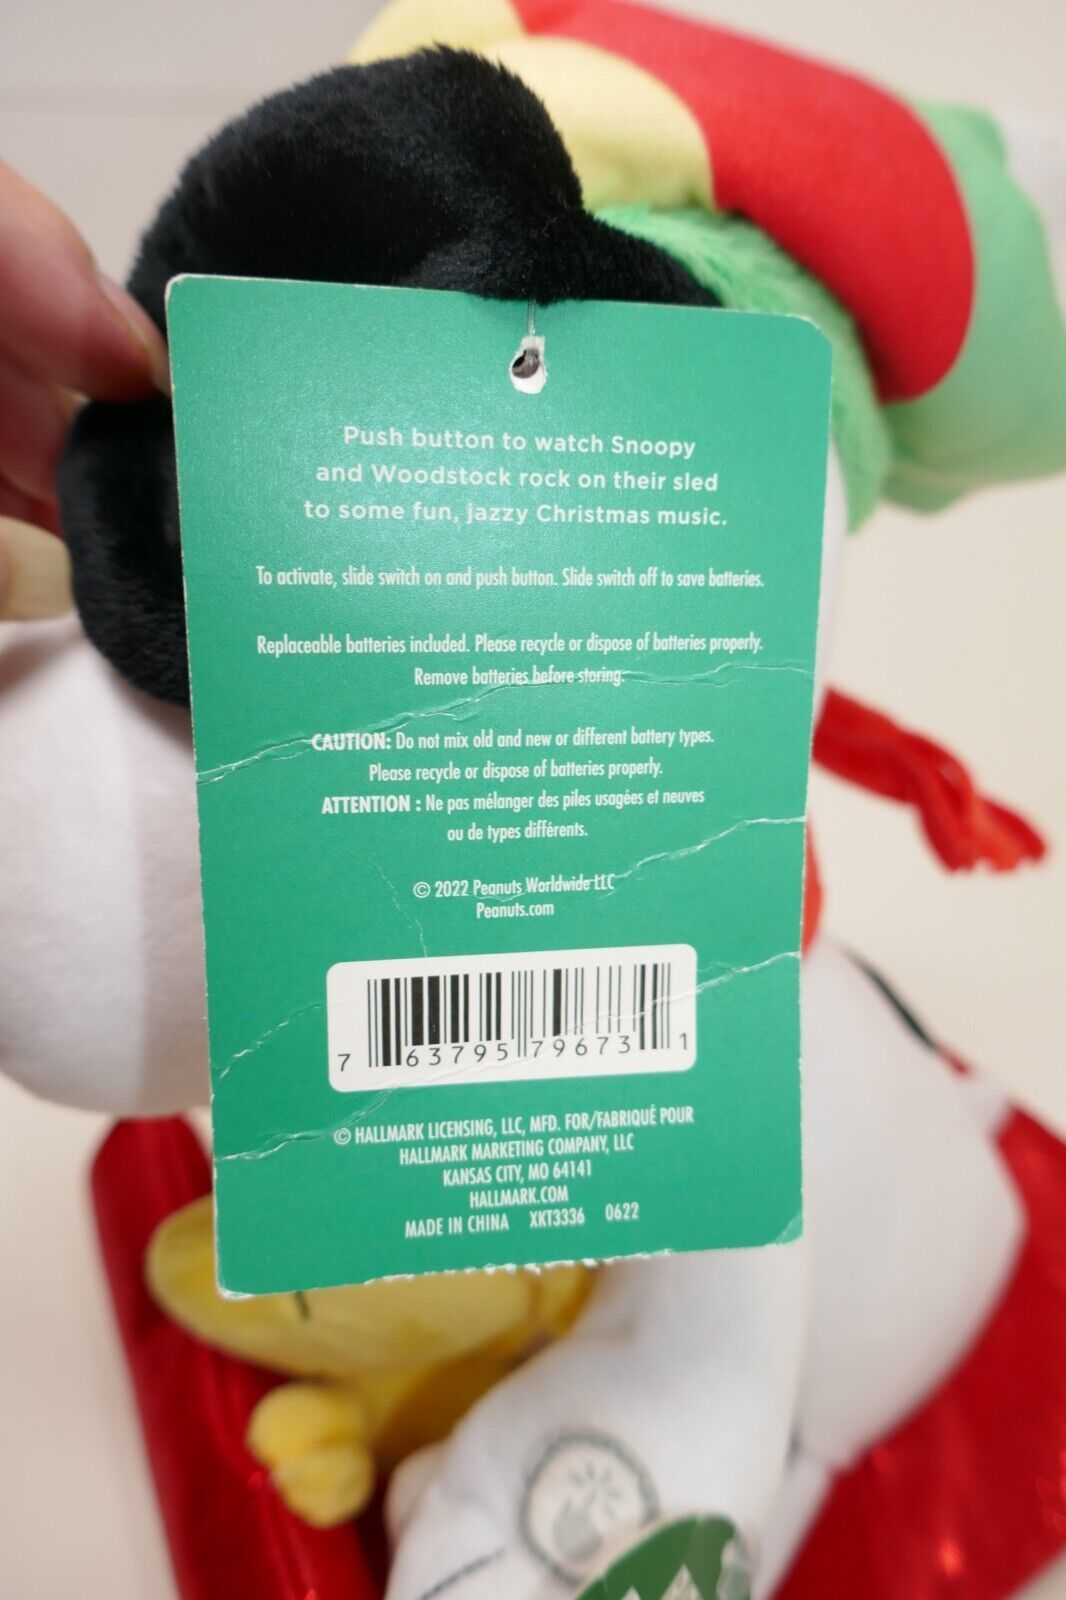 Push button to watch Snoopy
and Woodstock rock on their sled
to some fun, jazzy Christmas music.
To activate, slide switch on and push button. Slide switch off to save batteries.
Replaceable batteries included. Please recycle or dispose of batteries properly.
Remove batteries before storing.
CAUTION: Do not mix old and new or different battery types.
Please recycle or dispose of batteries properly.
ATTENTION : Ne pas mélanger des piles usagées et neuves
ou de types différents.
© 2022 Peanuts Worldwide LLC
Peanuts.com
7 63795 79673 1
© HALLMARK LICENSING, LLC, MFD. FOR/FABRIQUÉ POUR
HALLMARK MARKETING COMPANY, LLC
KANSAS CITY, MO 64141
HALLMARK.COM
MADE IN CHINA XKT3336 0622